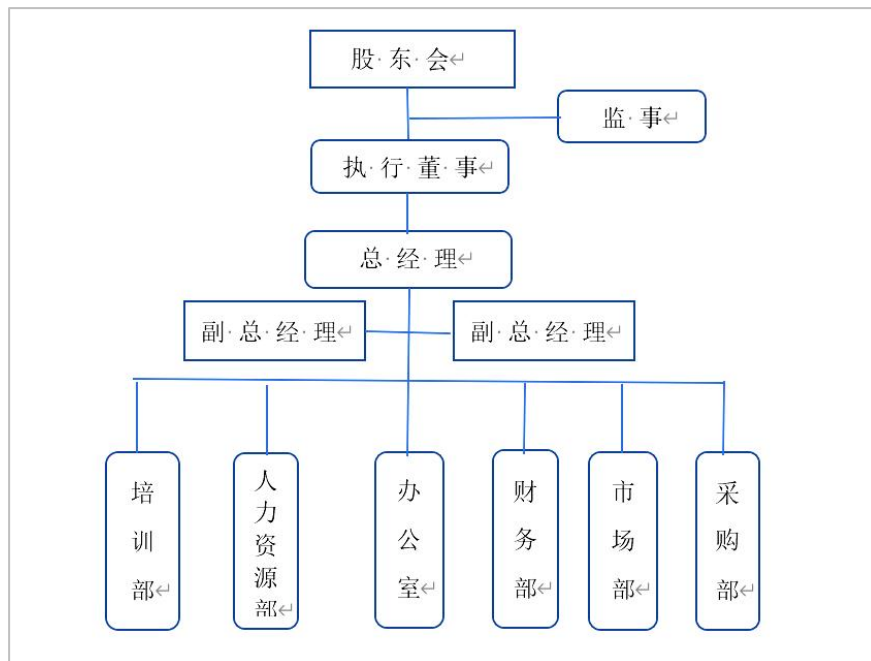 股东会
监事
执行董事
总经理
副总经理
副总经理
培训部
人力资源部
办公室
财务部
市场部
采购部